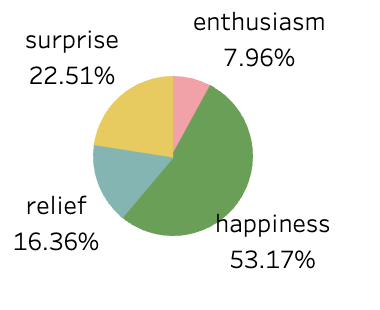 enthusiasm
7.96%
surprise
22.51%
relief
16.36%
happiness
53.17%